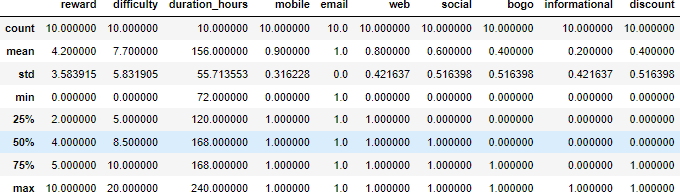 reward difficulty duration_hours mobile email web social bogo informational discount
count 10.000000 10.000000 10.000000 10.000000 10.0 10.000000 10.000000 10.000000 10.000000 10.000000
mean 4.200000 7.700000 156.000000 0.900000 1.0 0.800000 0.600000 0.400000 0.200000 0.400000
std 3.583915 5.831905 55.713553 0.316228 0.0 0.421637 0.516398 0.516398 0.421637 0.516398
min 0.000000 0.000000 72.000000 0.000000 1.0 0.000000 0.000000 0.000000 0.000000 0.000000
25% 2.000000 5.000000 120.000000 1.000000 1.0 1.000000 0.000000 0.000000 0.000000 0.000000
50% 4.000000 8.500000 168.000000 1.000000 1.0 1.000000 1.000000 0.000000 0.000000 0.000000
75% 5.000000 10.000000 168.000000 1.000000 1.0 1.000000 1.000000 1.000000 0.000000 1.000000
max 10.000000 20.000000 240.000000 1.000000 1.0 1.000000 1.000000 1.000000 1.000000 1.000000